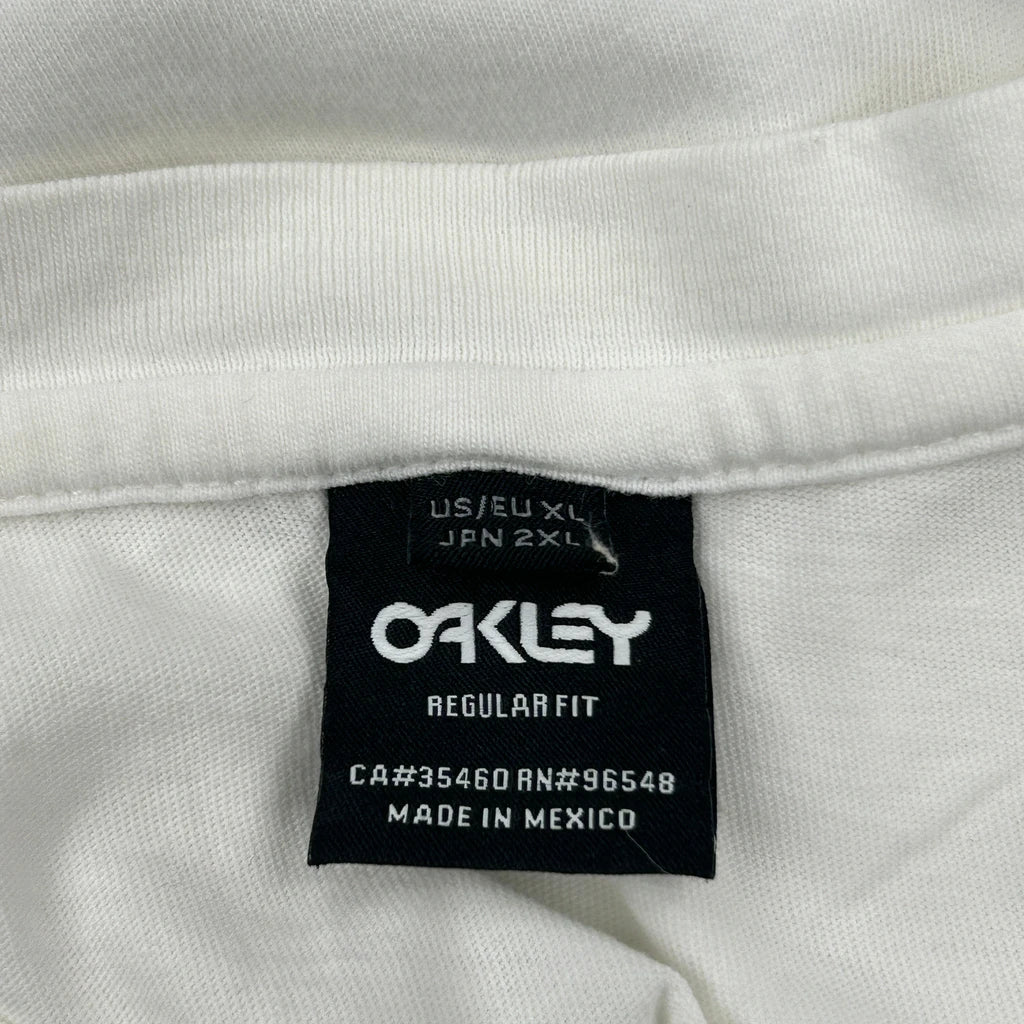 US/EU XL
JPN 2XL
OAKLEY
REGULAR FIT
CA#35460 RN#96548
MADE IN MEXICO